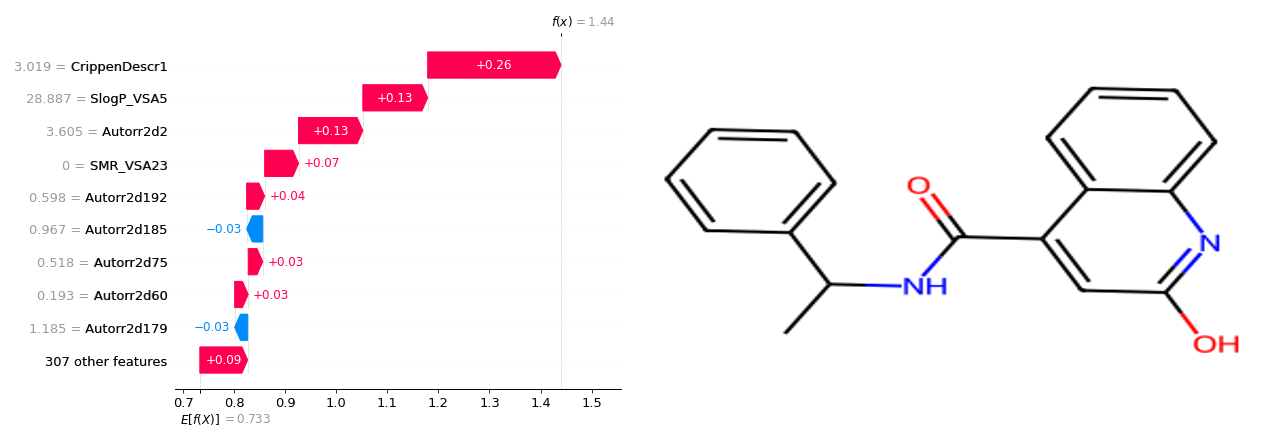 f(x) = 1.44
3.019 = CrippenDescr1
+0.26
28.887 = SlogP_VSA5
+0.13
3.605 = Autorr2d2
+0.13
0 = SMR_VSA23
+0.07
0.598 = Autorr2d192
+0.04
0.967 = Autorr2d185
−0.03
0.518 = Autorr2d75
+0.03
0.193 = Autorr2d60
+0.03
1.185 = Autorr2d179
−0.03
307 other features
+0.09
0.7 0.8 0.9 1.0 1.1 1.2 1.3 1.4 1.5
E[f(X)] = 0.733
O
NH
N
OH